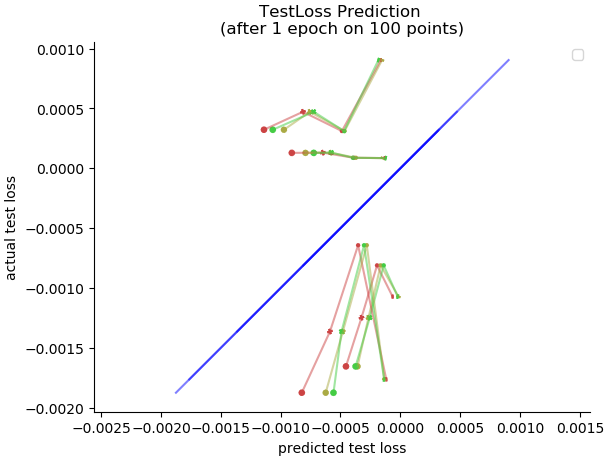 TestLoss Prediction
(after 1 epoch on 100 points)
0.0010
0.0005
0.0000
−0.0005
−0.0010
−0.0015
−0.0020
actual test loss
−0.0025 −0.0020 −0.0015 −0.0010 −0.0005 0.0000 0.0005 0.0010 0.0015
predicted test loss